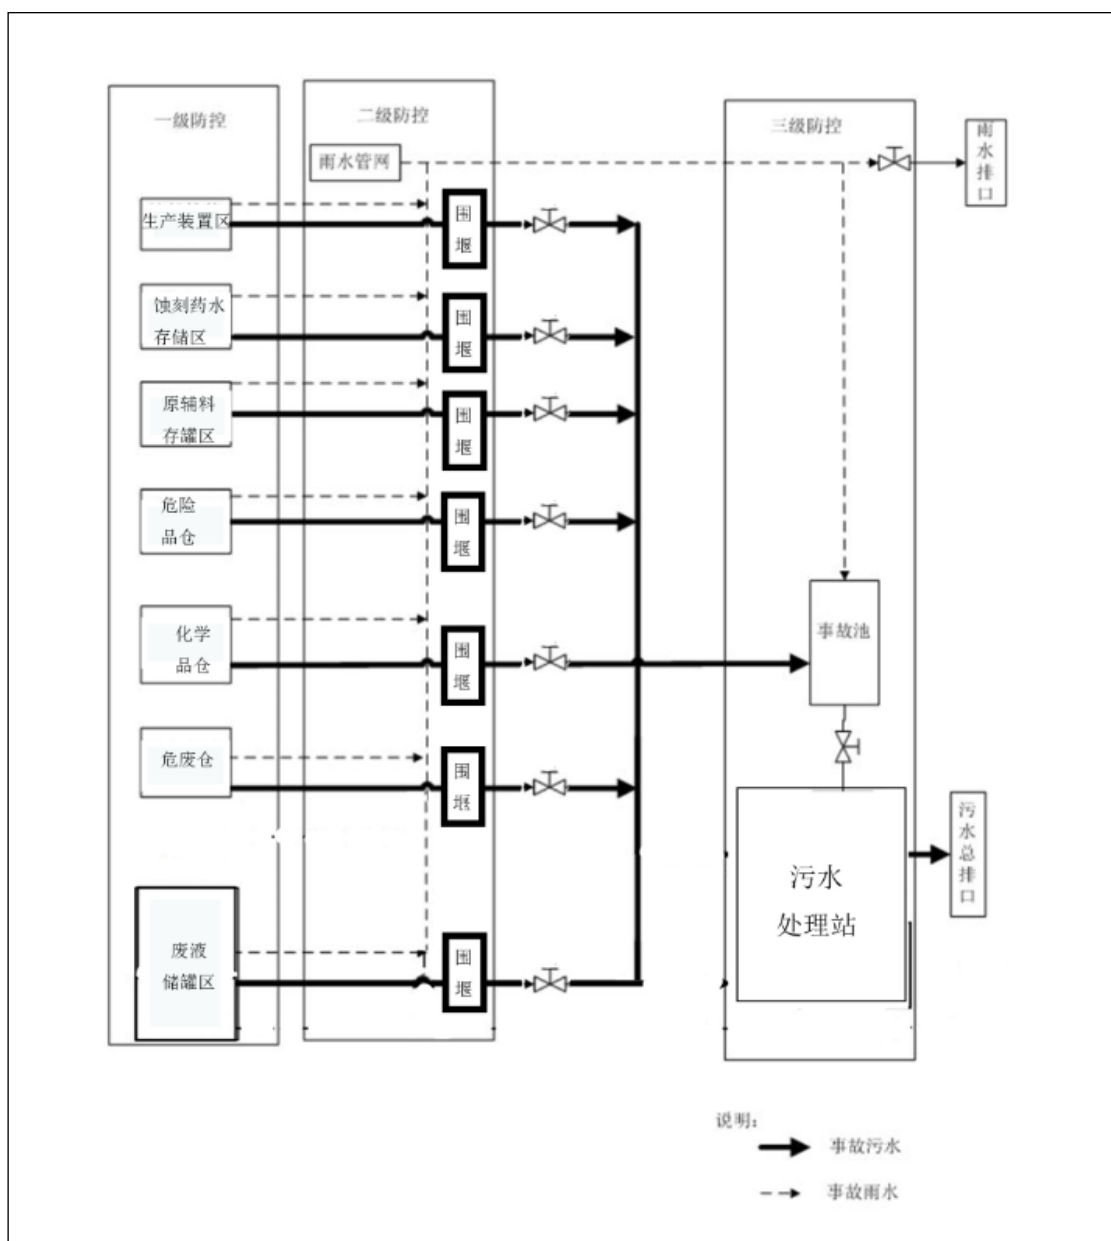 一级防控
二级防控
三级防控
雨水管网
雨
水
排
口
生产装置区
围
堰
蚀刻药水
存储区
围
堰
原辅料
存罐区
围
堰
危险
品仓
围
堰
化学
品仓
围
堰
事故池
危废仓
围
堰
污
水
总
排
口
污水
处理站
废液
储罐区
围
堰
说明:
事故污水
事故雨水